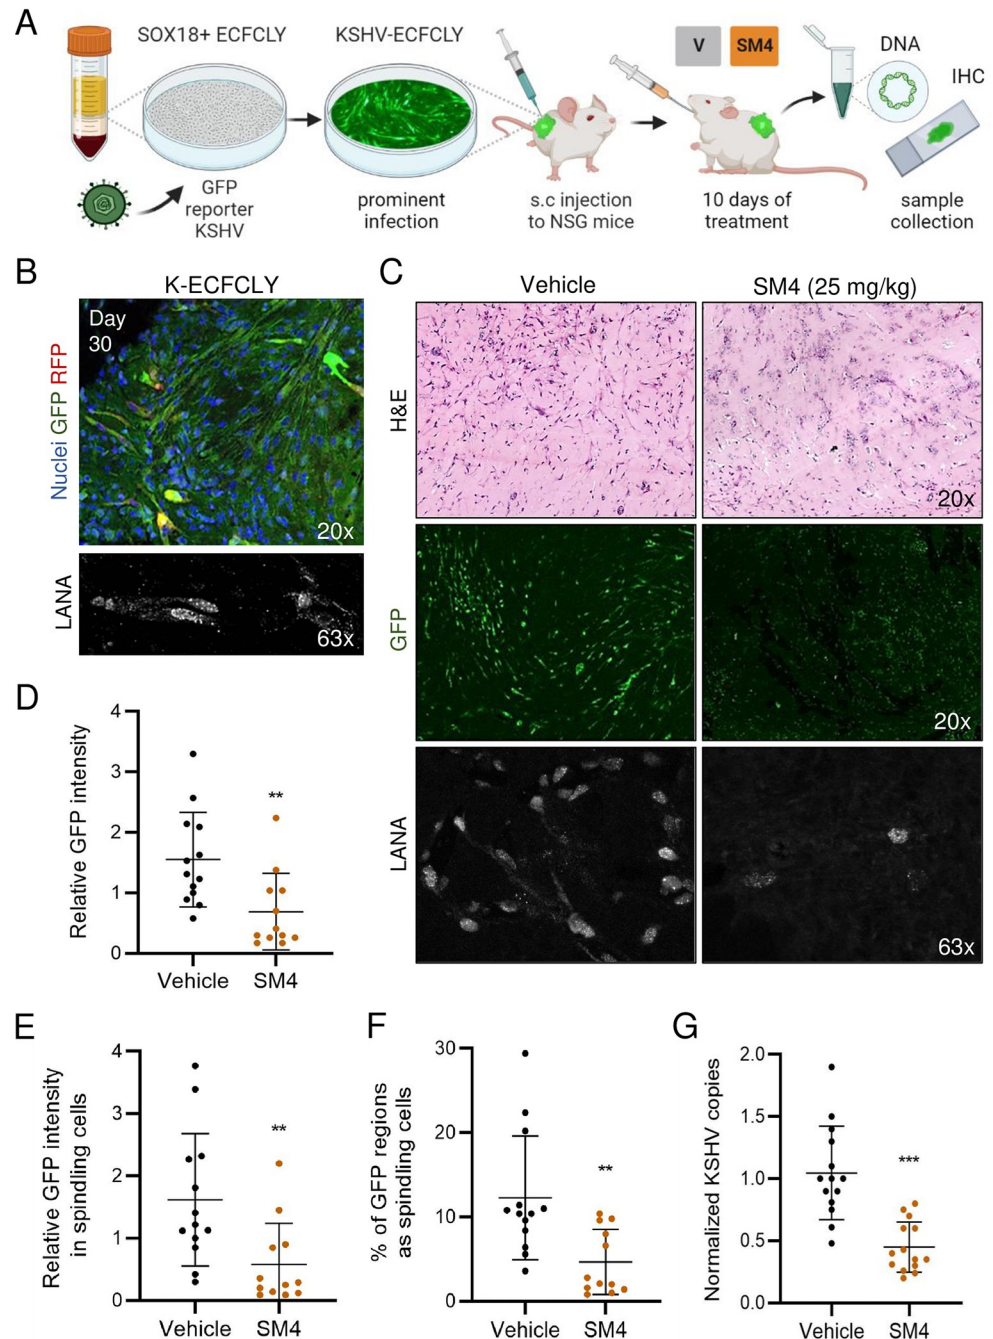 A
SOX18+ ECFCLY
KSHV-ECFCLY
V
SM4
DNA
IHC
GFP
reporter
KSHV
prominent
infection
s.c injection
to NSG mice
10 days of
treatment
sample
collection
B
K-ECFCLY
Day
30
Nuclei GFP RFP
20x
LANA
63x
C
Vehicle
SM4 (25 mg/kg)
H&E
20x
GFP
20x
LANA
63x
D
Relative GFP intensity
4
3
2
1
0
**
Vehicle
SM4
E
Relative GFP intensity
in spindling cells
4
3
2
1
0
**
Vehicle
SM4
F
% of GFP regions
as spindling cells
30
20
10
0
**
Vehicle
SM4
G
Normalized KSHV copies
2.0
1.5
1.0
0.5
0.0
***
Vehicle
SM4